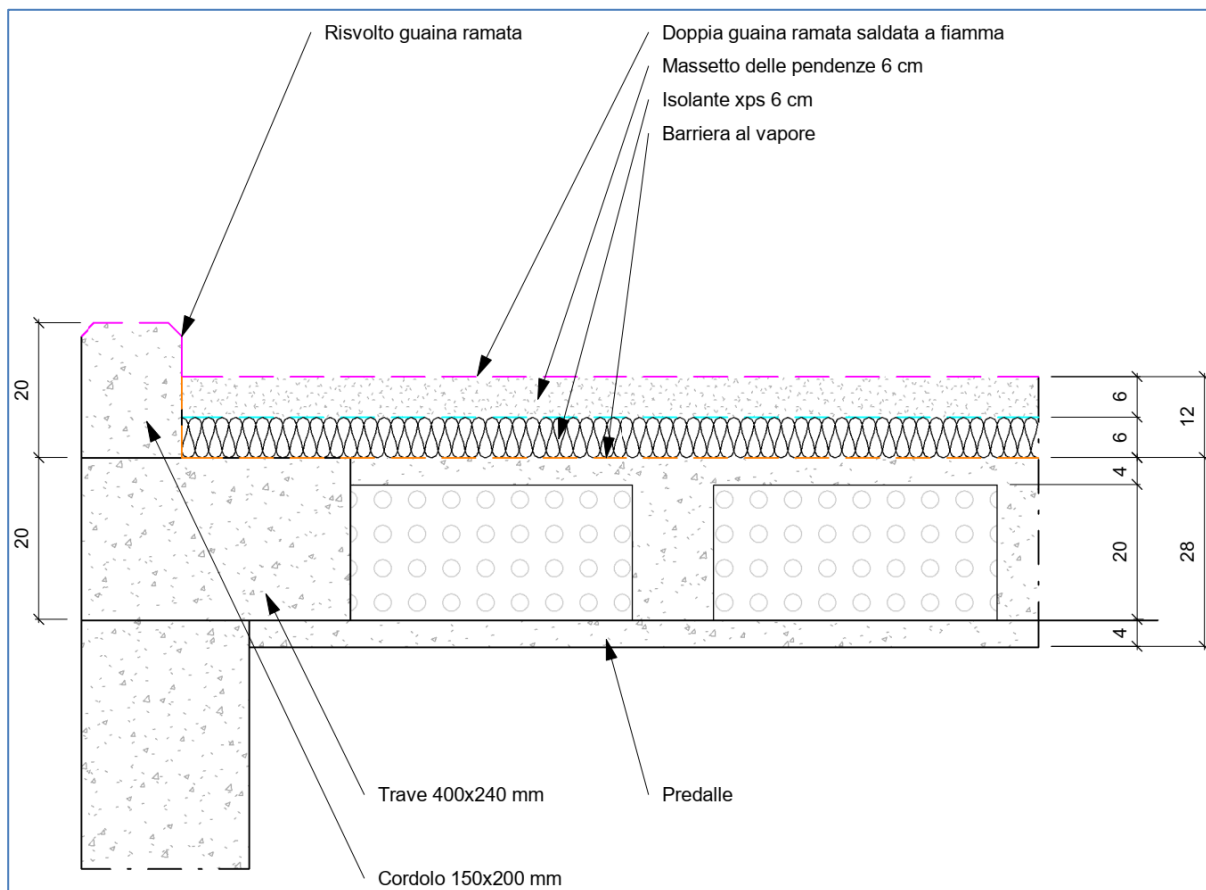 Risvolto guaina ramata
Doppia guaina ramata saldata a fiamma
Massetto delle pendenze 6 cm
Isolante xps 6 cm
Barriera al vapore
20
20
6
6
12
4
20
4
28
Trave 400x240 mm
Predalle
Cordolo 150x200 mm